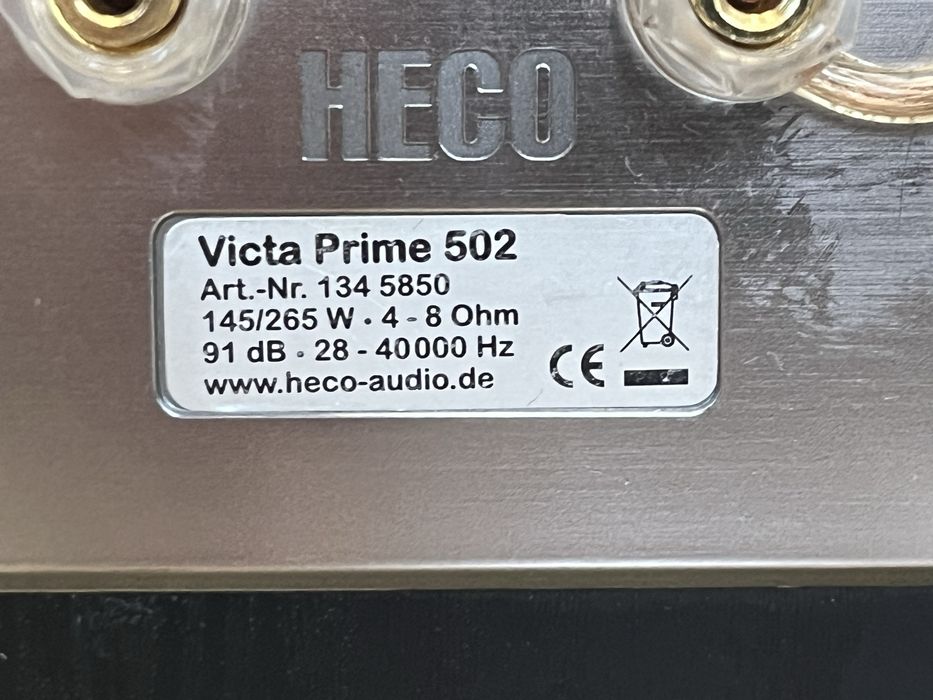 HECO
Victa Prime 502
Art.-Nr. 134 5850
145/265 W · 4 - 8 Ohm
91 dB · 28 - 40000 Hz
www.heco-audio.de
CE